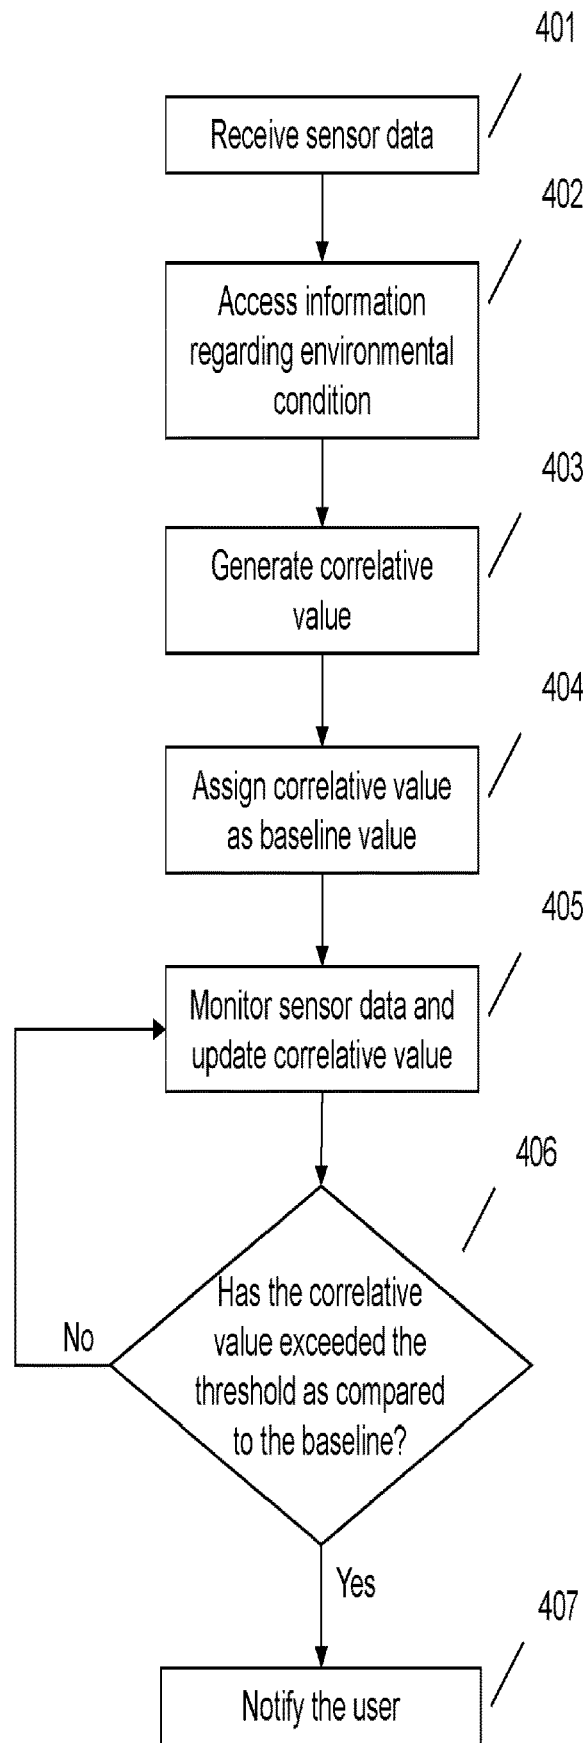 401
Receive sensor data
402
Access information
regarding environmental
condition
403
Generate correlative
value
404
Assign correlative value
as baseline value
405
Monitor sensor data and
update correlative value
406
Has the correlative
value exceeded the
threshold as compared
to the baseline?
No
Yes
407
Notify the user